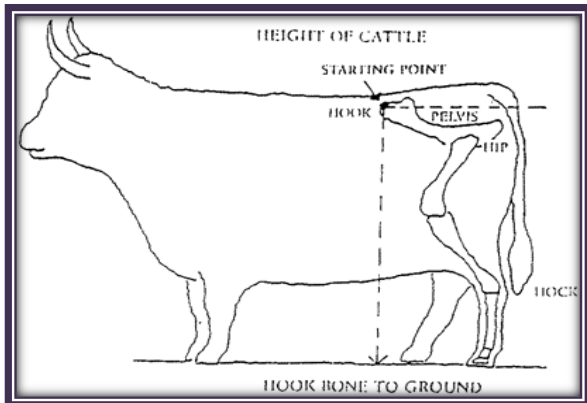 HEIGHT OF CATTLE
STARTING POINT
HOOK
PELVIS
HIP
HOCK
HOOK BONE TO GROUND